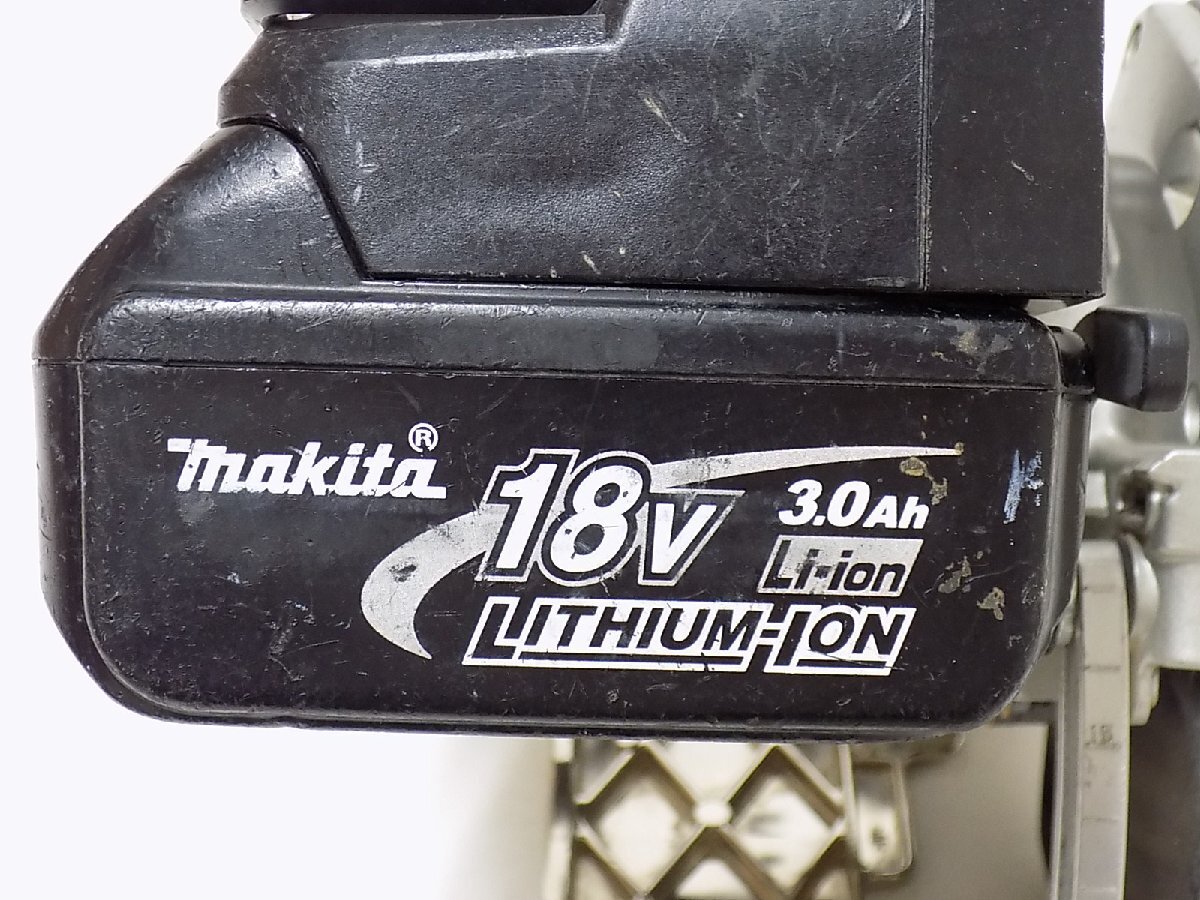 makita®
18V
3.0Ah
Li-ion
LITHIUM-ION